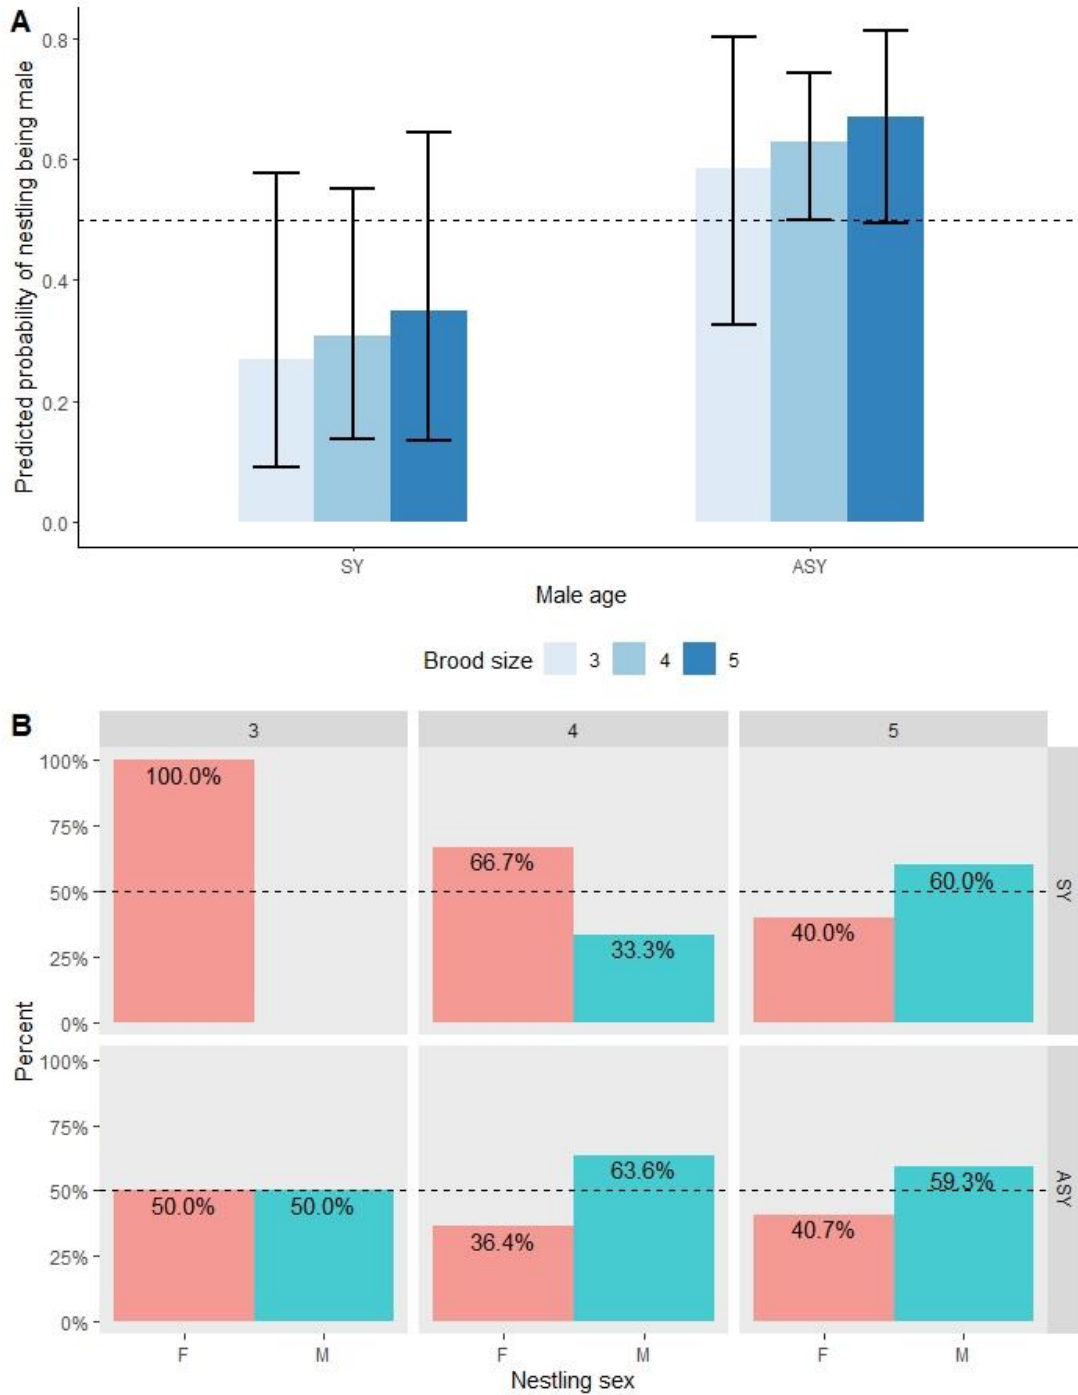 A
Predicted probability of nestling being male
0.8
0.6
0.4
0.2
0.0
SY
ASY
Male age
Brood size 3 4 5
B
3 4 5
Percent
100%
75%
50%
25%
0%
100.0%
66.7%
33.3%
40.0%
60.0%
SY
100%
75%
50%
25%
0%
50.0%
50.0%
36.4%
63.6%
40.7%
59.3%
ASY
F M F M F M
Nestling sex